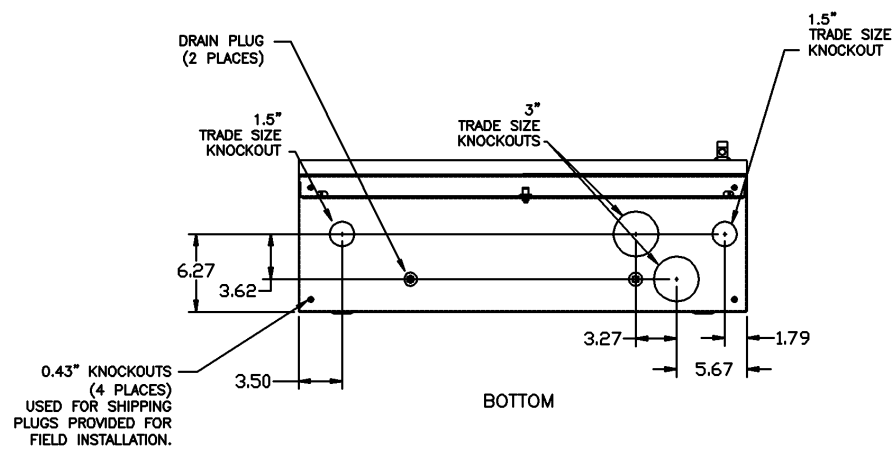 1.5"
TRADE SIZE
KNOCKOUT
DRAIN PLUG
(2 PLACES)
3"
TRADE SIZE
KNOCKOUTS
1.5"
TRADE SIZE
KNOCKOUT
6.27
3.62
3.27
1.79
5.67
3.50
0.43" KNOCKOUTS
(4 PLACES)
USED FOR SHIPPING
PLUGS PROVIDED FOR
FIELD INSTALLATION.
BOTTOM